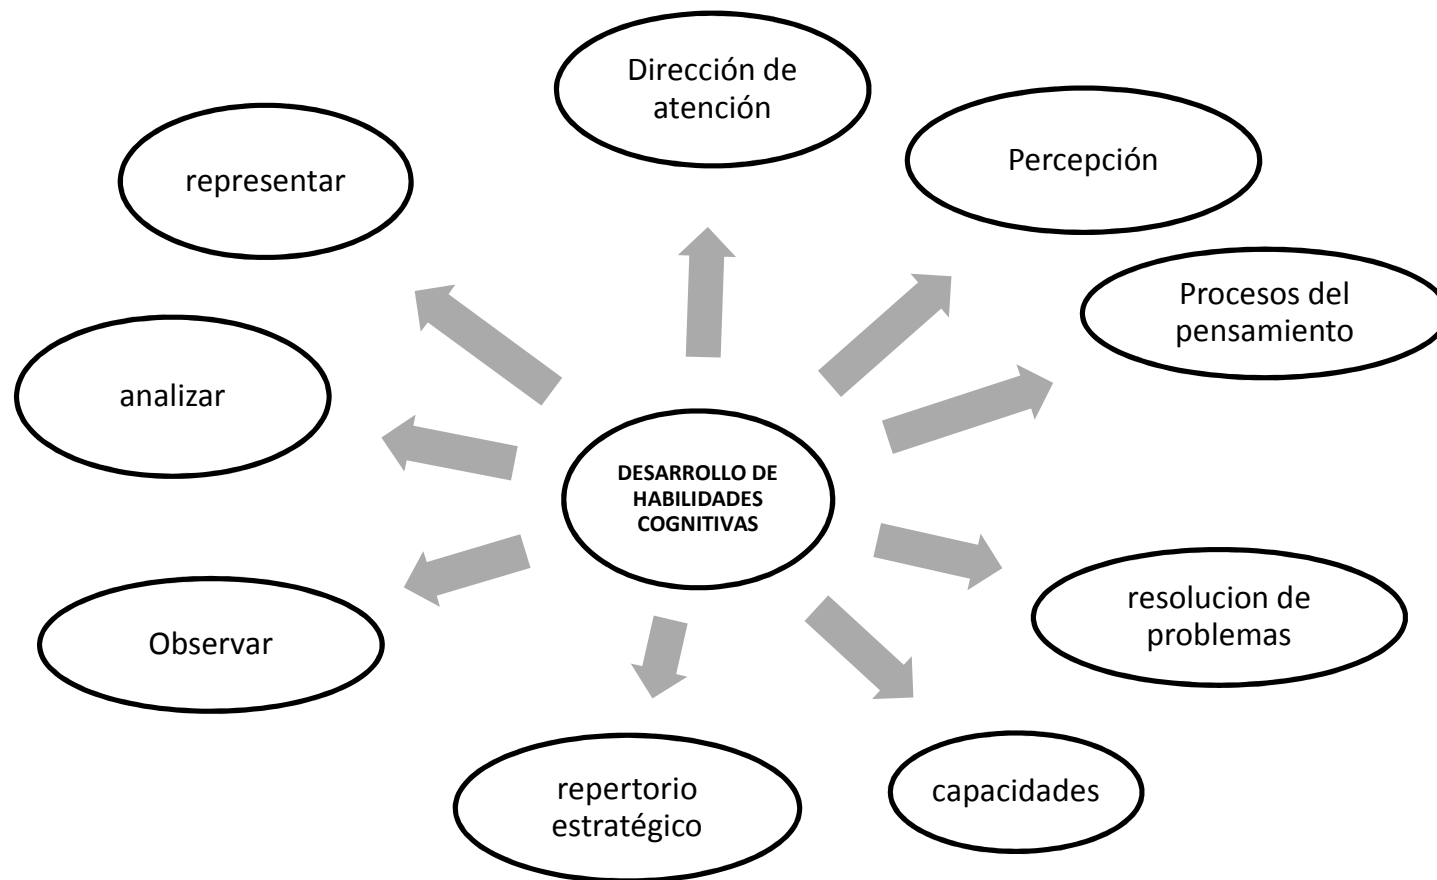 Dirección de
atención
Percepción
representar
Procesos del
pensamiento
analizar
DESARROLLO DE
HABILIDADES
COGNITIVAS
resolucion de
problemas
Observar
repertorio
estratégico
capacidades